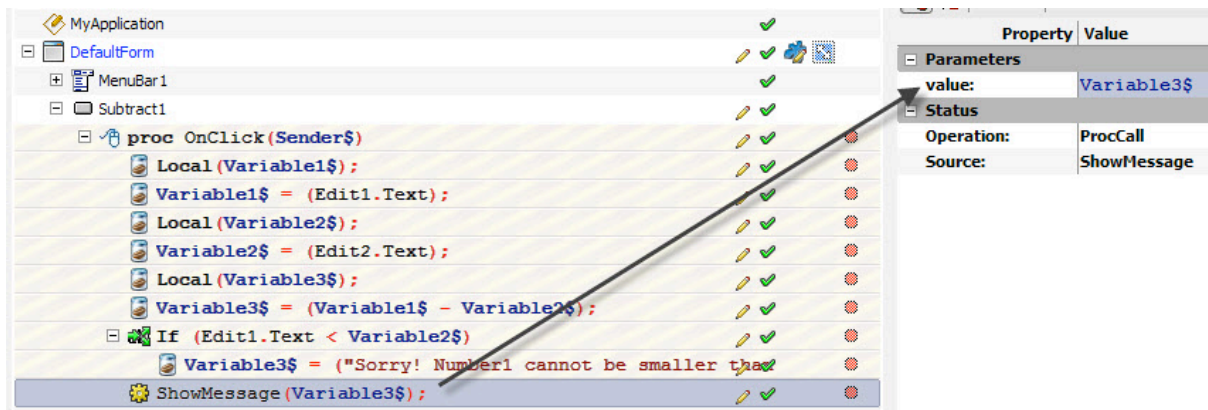 MyApplication
DefaultForm
MenuBar1
Subtract1
proc OnClick(Sender$)
Local(Variable1$);
Variable1$ = (Edit1.Text);
Local(Variable2$);
Variable2$ = (Edit2.Text);
Local(Variable3$);
Variable3$ = (Variable1$ - Variable2$);
If (Edit1.Text < Variable2$)
Variable3$ = ("Sorry! Number1 cannot be smaller than
ShowMessage(Variable3$);
Property Value
Parameters
value: Variable3$
Status
Operation: ProcCall
Source: ShowMessage